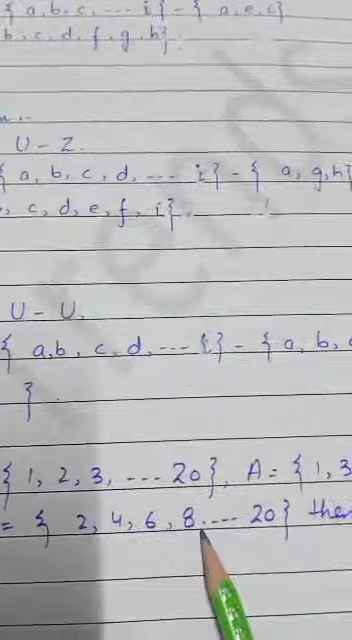 { a, b, c, ... i} - { a, e, c}
b, c, d, f, g, h}
U - Z.
{ a, b, c, d, ... i} - { a, g, h}
, c, d, e, f, i}.
U - U.
{ a, b, c, d, ... i} - { a, b,
}.
{ 1, 2, 3, ... 20}, A = { 1, 3
= { 2, 4, 6, 8 ... 20} then